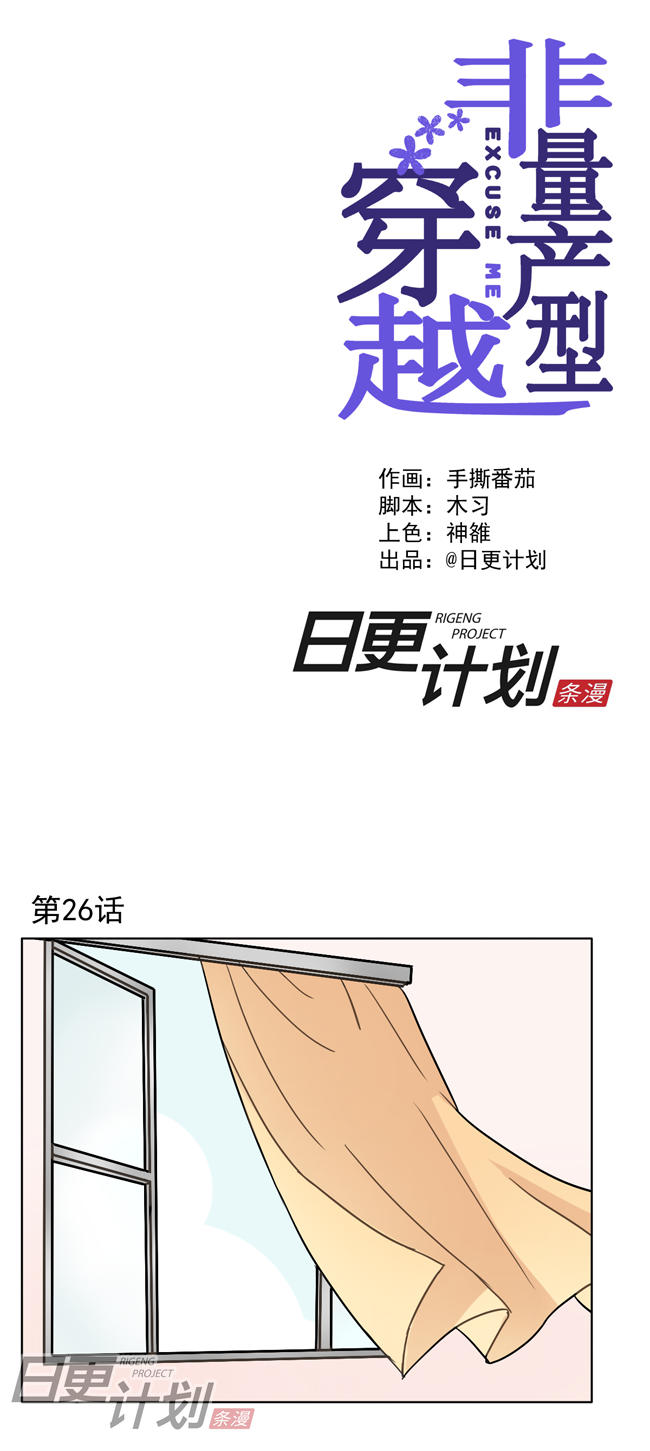 非量产型
穿越
EXCUSE ME
作画：手撕番茄
脚本：木习
上色：神雒
出品：@日更计划
日更计划
RIGENG
PROJECT
条漫
第26话
日更计划
RIGENG
PROJECT
条漫